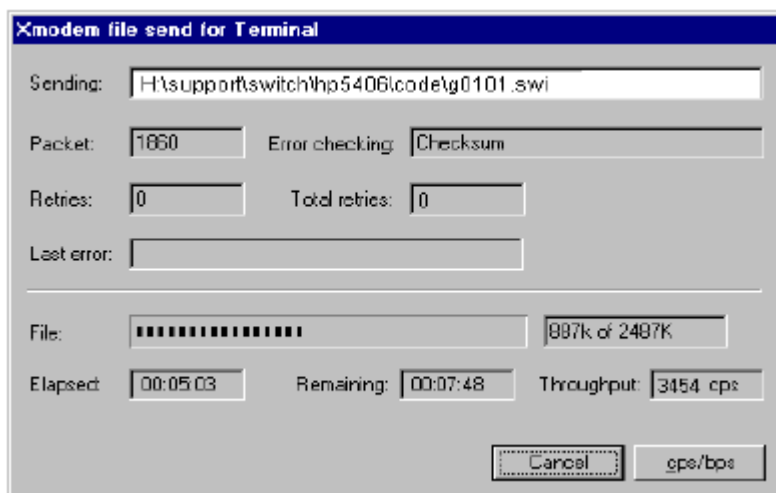 Xmodem file send for Terminal
Sending: H:\support\switch\hp5406\code\g0101.swi
Packet: 1860 Error checking: Checksum
Retries: 0 Total retries: 0
Last error:
File: 887k of 2487K
Elapsed: 00:05:03 Remaining: 00:07:48 Throughput: 3454 cps
Cancel cps/bps